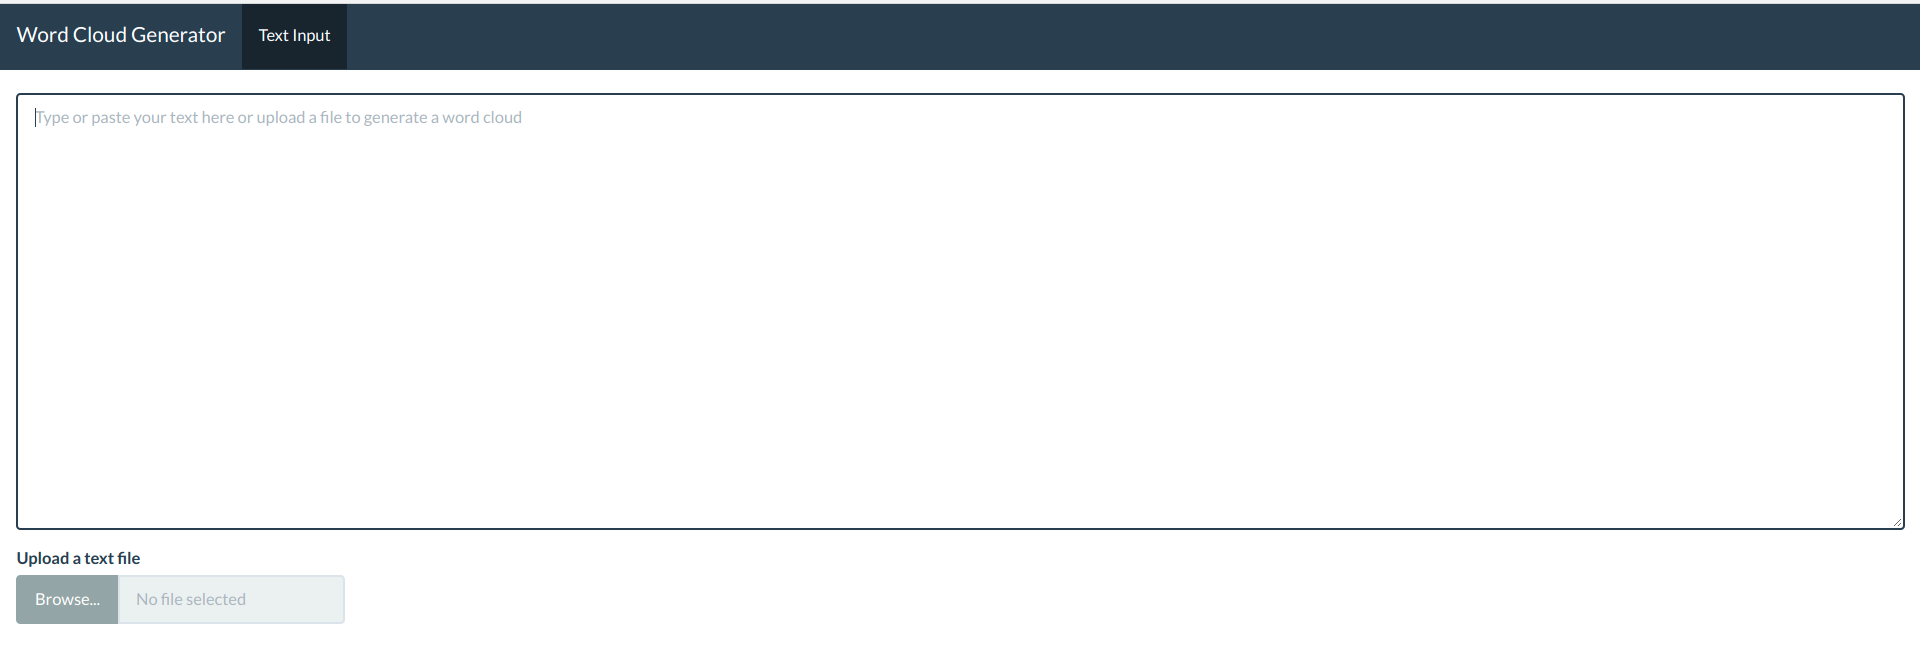 Word Cloud Generator Text Input
Type or paste your text here or upload a file to generate a word cloud
Upload a text file
Browse... No file selected